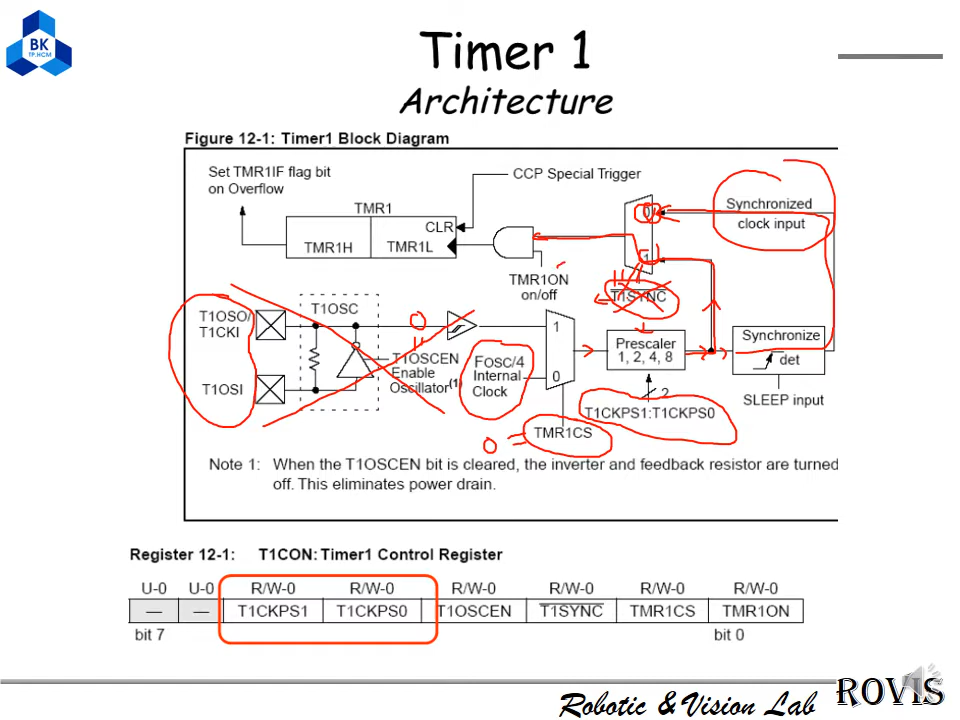 BK
TP.HCM
Timer 1
Architecture
Figure 12-1: Timer1 Block Diagram
Set TMR1IF flag bit
on Overflow
CCP Special Trigger
TMR1
CLR
TMR1H
TMR1L
0
Synchronized
clock input
1
TMR1ON
on/off
T1SYNC
T1OSO/
T1CKI
T1OSC
0
1
Prescaler
1, 2, 4, 8
Synchronize
det
T1OSCEN
Enable
Oscillator(1)
FOSC/4
Internal
Clock
0
T1OSI
2
SLEEP input
T1CKPS1:T1CKPS0
0 = TMR1CS
Note 1: When the T1OSCEN bit is cleared, the inverter and feedback resistor are turned
off. This eliminates power drain.
Register 12-1: T1CON: Timer1 Control Register
U-0 U-0 R/W-0 R/W-0 R/W-0 R/W-0 R/W-0 R/W-0
— — T1CKPS1 T1CKPS0 T1OSCEN T1SYNC TMR1CS TMR1ON
bit 7 bit 0
Robotic & Vision Lab
ROVIS